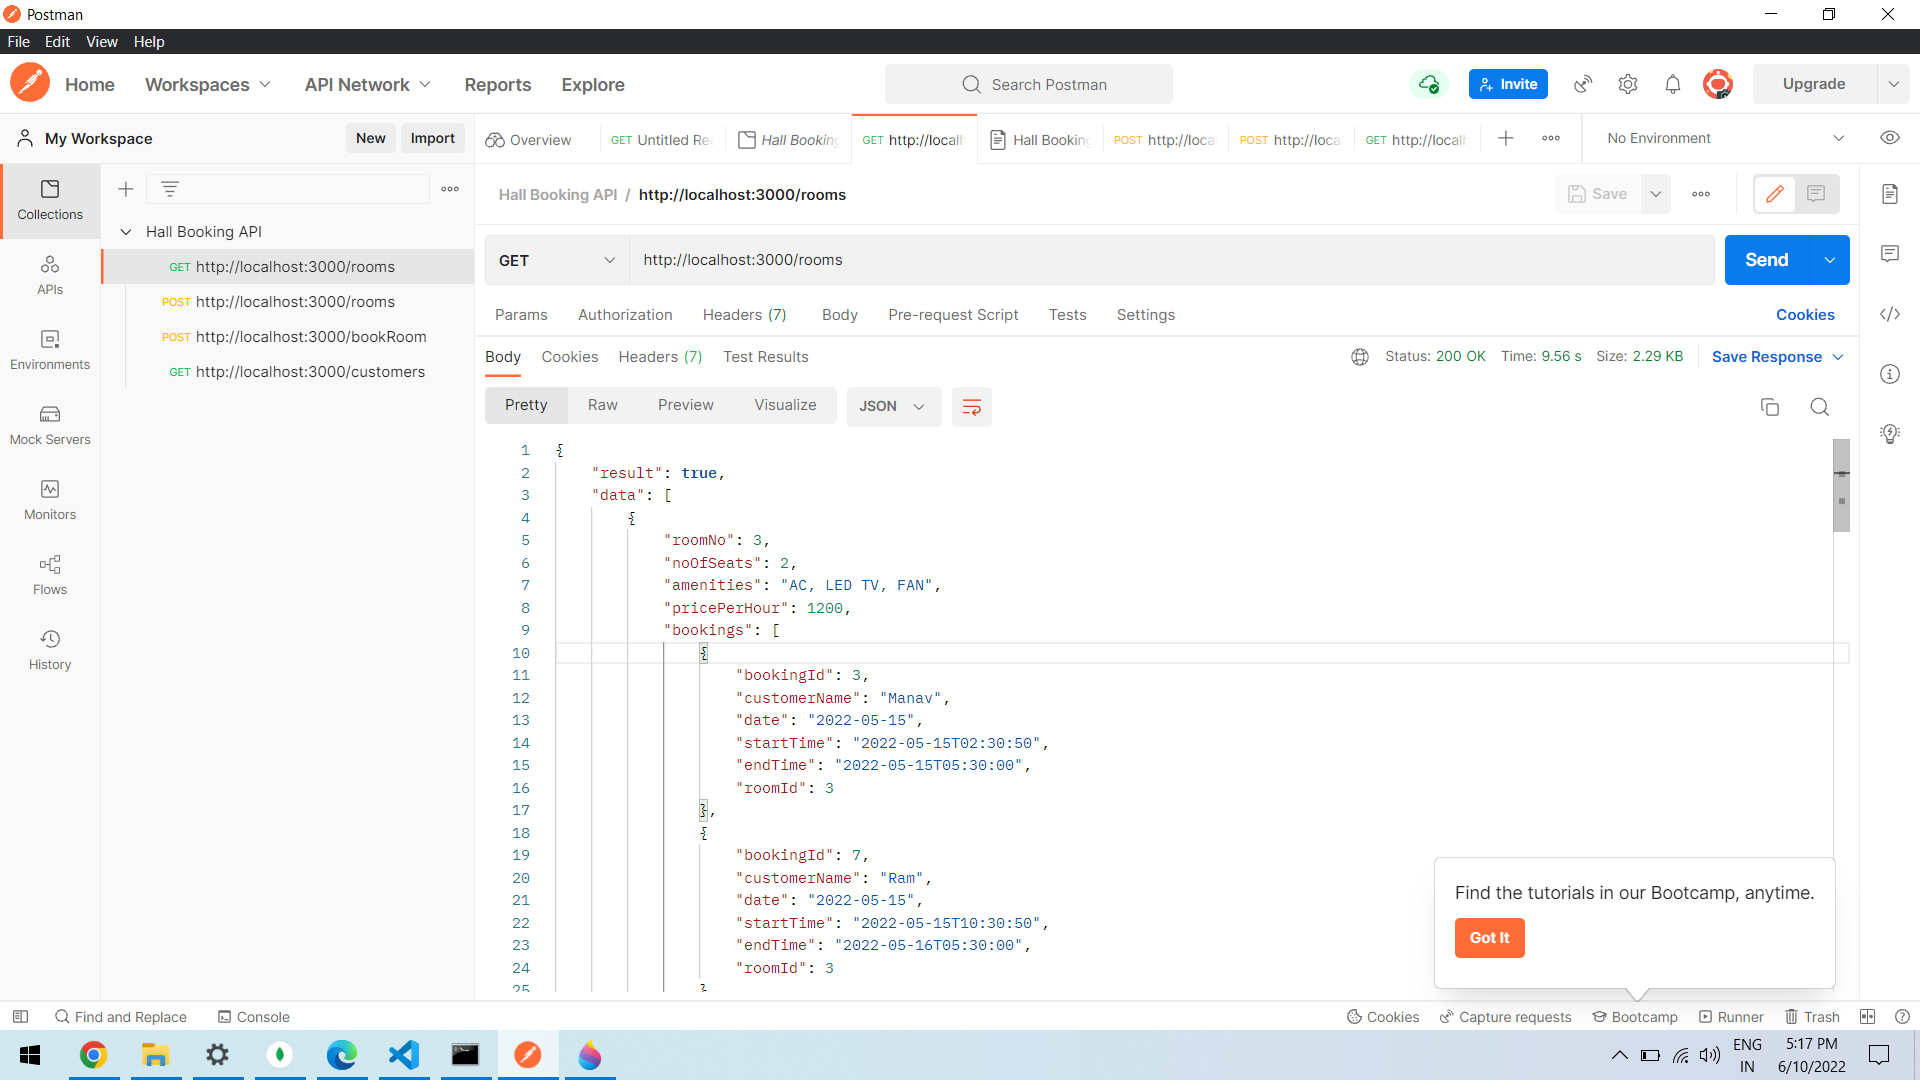 Postman
File Edit View Help
Home Workspaces API Network Reports Explore Search Postman Invite Upgrade
My Workspace New Import Overview GET Untitled Re Hall Booking GET http://local POST http://loca POST http://loca GET http://local No Environment
Hall Booking
Hall Booking API / http://localhost:3000/rooms Save
Collections
APIs
Environments
Mock Servers
Monitors
Flows
History
Hall Booking API
GET http://localhost:3000/rooms
POST http://localhost:3000/rooms
POST http://localhost:3000/bookRoom
GET http://localhost:3000/customers
GET http://localhost:3000/rooms Send
Params Authorization Headers (7) Body Pre-request Script Tests Settings Cookies
Body Cookies Headers (7) Test Results Status: 200 OK Time: 9.56 s Size: 2.29 KB Save Response
Pretty Raw Preview Visualize JSON
1 {
2 "result": true,
3 "data": [
4 {
5 "roomNo": 3,
6 "noOfSeats": 2,
7 "amenities": "AC, LED TV, FAN",
8 "pricePerHour": 1200,
9 "bookings": [
10 {
11 "bookingId": 3,
12 "customerName": "Manav",
13 "date": "2022-05-15",
14 "startTime": "2022-05-15T02:30:50",
15 "endTime": "2022-05-15T05:30:00",
16 "roomId": 3
17 },
18 {
19 "bookingId": 7,
20 "customerName": "Ram",
21 "date": "2022-05-15",
22 "startTime": "2022-05-15T10:30:50",
23 "endTime": "2022-05-16T05:30:00",
24 "roomId": 3
25 }
Find the tutorials in our Bootcamp, anytime.
Got It
Find and Replace Console Cookies Capture requests Bootcamp Runner Trash
ENG
IN
5:17 PM
6/10/2022